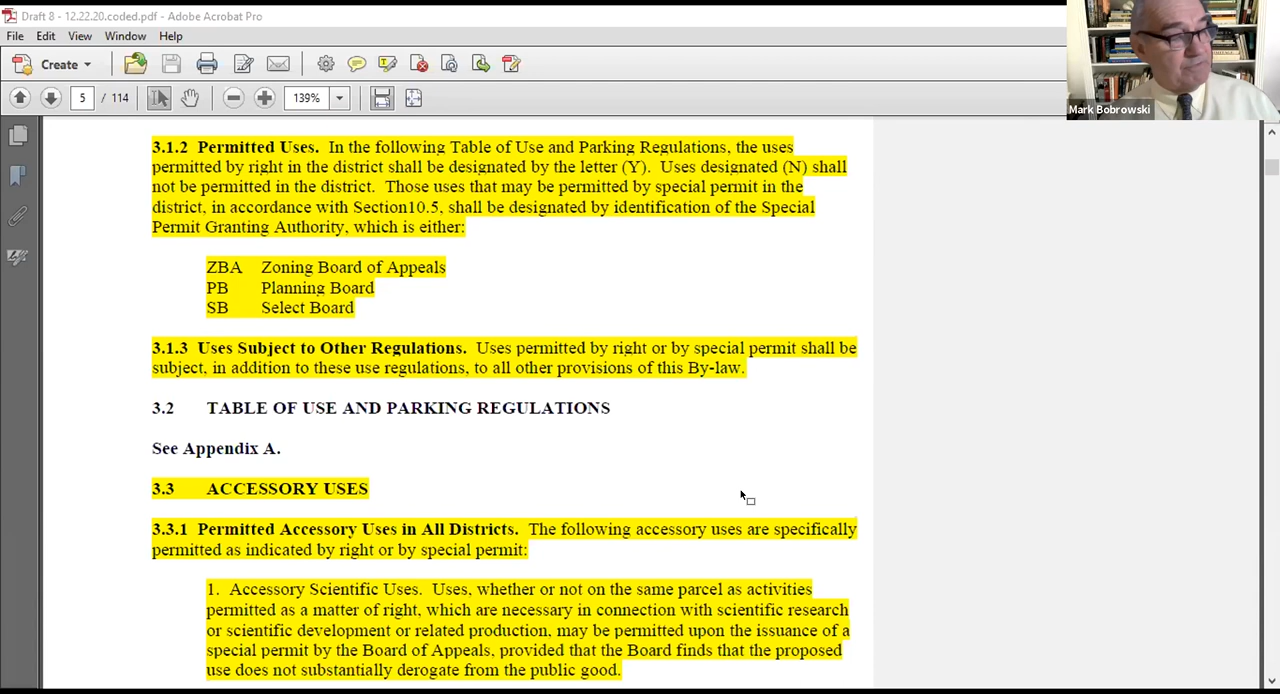 Draft 8 - 12.22.20.coded.pdf - Adobe Acrobat Pro
File Edit View Window Help
Create
5 / 114 139%
Mark Bobrowski
3.1.2 Permitted Uses. In the following Table of Use and Parking Regulations, the uses
permitted by right in the district shall be designated by the letter (Y). Uses designated (N) shall
not be permitted in the district. Those uses that may be permitted by special permit in the
district, in accordance with Section10.5, shall be designated by identification of the Special
Permit Granting Authority, which is either:
ZBA Zoning Board of Appeals
PB Planning Board
SB Select Board
3.1.3 Uses Subject to Other Regulations. Uses permitted by right or by special permit shall be
subject, in addition to these use regulations, to all other provisions of this By-law.
3.2 TABLE OF USE AND PARKING REGULATIONS
See Appendix A.
3.3 ACCESSORY USES
3.3.1 Permitted Accessory Uses in All Districts. The following accessory uses are specifically
permitted as indicated by right or by special permit:
1. Accessory Scientific Uses. Uses, whether or not on the same parcel as activities
permitted as a matter of right, which are necessary in connection with scientific research
or scientific development or related production, may be permitted upon the issuance of a
special permit by the Board of Appeals, provided that the Board finds that the proposed
use does not substantially derogate from the public good.